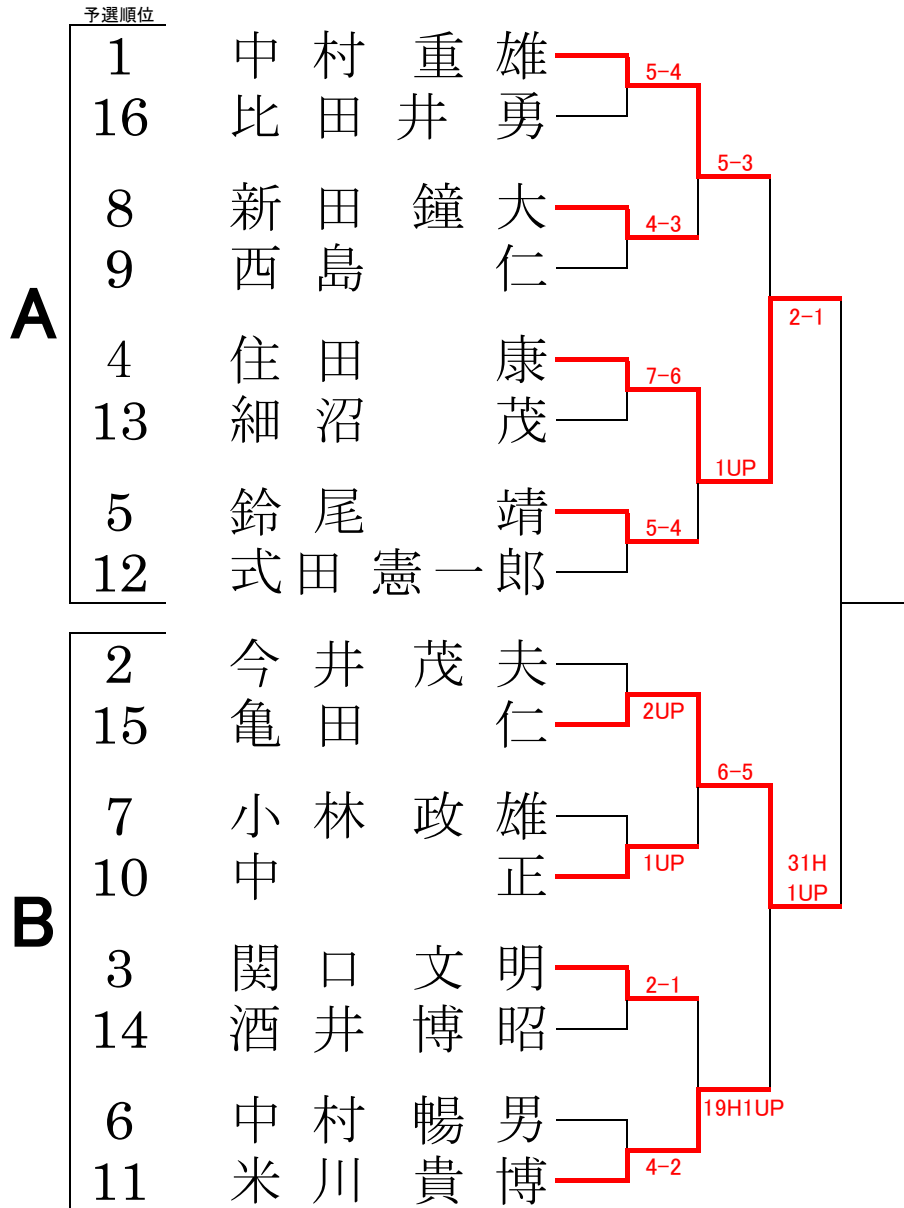 予選順位
1 中村 重雄
5-4
16 比田井 勇
5-3
8 新田 鐘大
4-3
9 西島 仁
A
2-1
4 住田 康
7-6
13 細沼 茂
1UP
5 鈴尾 靖
5-4
12 式田 憲一郎
2 今井 茂夫
2UP
15 亀田 仁
6-5
7 小林 政雄
1UP
10 中 正
31H
1UP
B
3 関口 文明
2-1
14 酒井 博昭
19H1UP
6 中村 暢男
4-2
11 米川 貴博